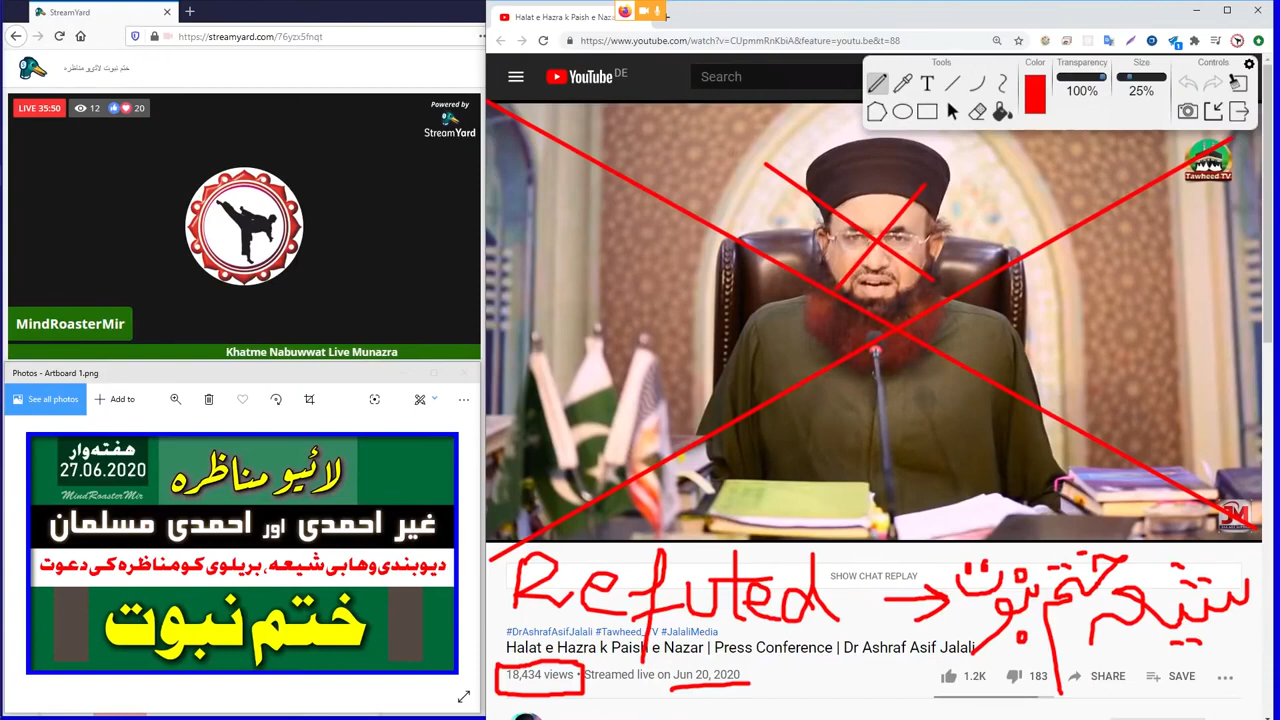 StreamYard
https://streamyard.com/76yzx5fnqt
ختم نبوت لائیو مناظرہ
LIVE 35:50
12
20
Powered by
StreamYard
MindRoasterMir
Khatme Nabuwwat Live Munazra
Photos - Artboard 1.png
See all photos
Add to
هفته‌وار
27.06.2020
MindRoasterMir
لائیو مناظرہ
غیر احمدی اور احمدی مسلمان
دیوبندی وهابی شیعہ، بریلوی کو مناظرہ کی دعوت
ختم نبوت
Halat e Hazra k Paish e Naza
https://www.youtube.com/watch?v=CUpmmRnKbiA&feature=youtu.be&t=88
YouTube DE
Search
Tools
Color
Transparency
Size
Controls
100%
25%
Tawheed TV
Refuted
SHOW CHAT REPLAY
ختم نبوت
#DrAshrafAsifJalali #Tawheed_TV #JalaliMedia
Halat e Hazra k Paish e Nazar | Press Conference | Dr Ashraf Asif Jalali
18,434 views • Streamed live on Jun 20, 2020
1.2K
183
SHARE
SAVE